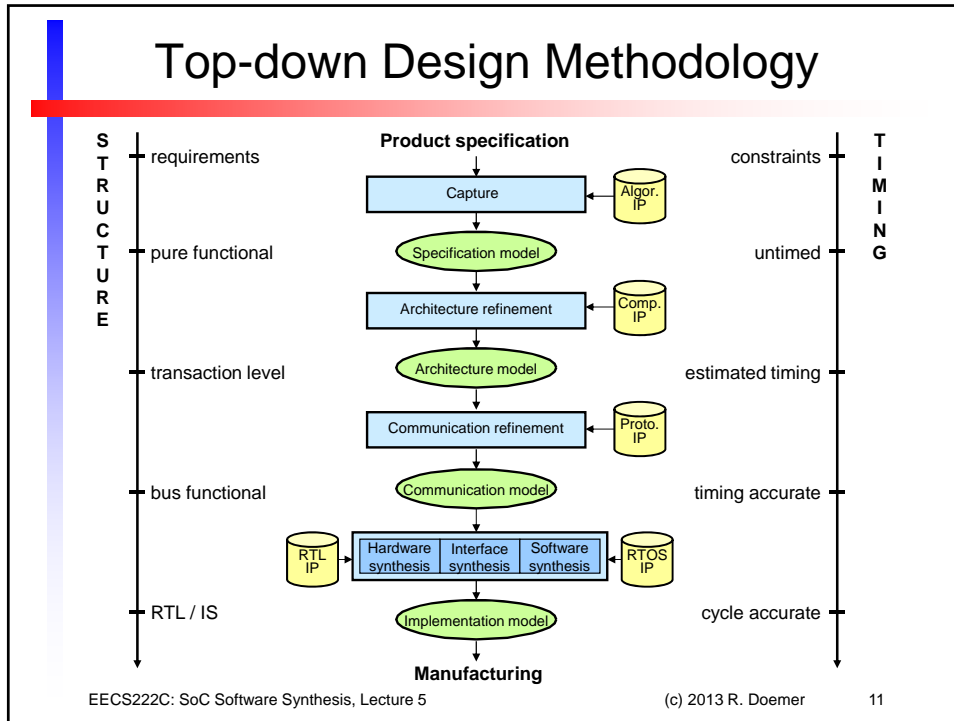 Top-down Design Methodology
S
T
R
U
C
T
U
R
E
T
I
M
I
N
G
Product specification
requirements
constraints
Capture
Algor.
IP
pure functional
Specification model
untimed
Architecture refinement
Comp.
IP
transaction level
Architecture model
estimated timing
Communication refinement
Proto.
IP
bus functional
Communication model
timing accurate
RTL
IP
Hardware
synthesis
Interface
synthesis
Software
synthesis
RTOS
IP
RTL / IS
Implementation model
cycle accurate
Manufacturing
EECS222C: SoC Software Synthesis, Lecture 5
(c) 2013 R. Doemer
11